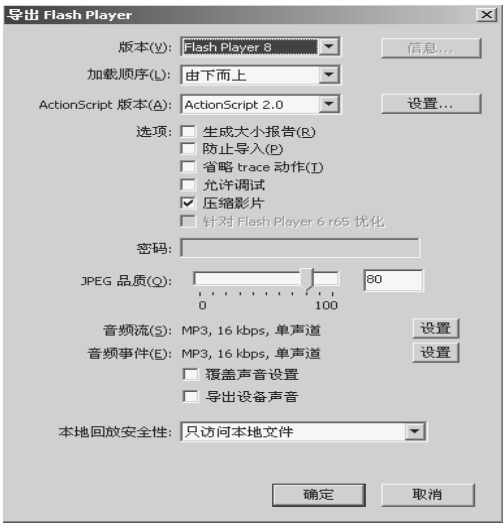 导出 Flash Player
版本(V): Flash Player 8 信息...
加载顺序(L): 由下而上
ActionScript 版本(A): ActionScript 2.0 设置...
选项: 生成大小报告(R)
防止导入(P)
省略 trace 动作(T)
允许调试
压缩影片
针对 Flash Player 6 r65 优化
密码:
JPEG 品质(Q): 80
0 100
音频流(S): MP3, 16 kbps, 单声道 设置
音频事件(E): MP3, 16 kbps, 单声道 设置
覆盖声音设置
导出设备声音
本地回放安全性: 只访问本地文件
确定 取消